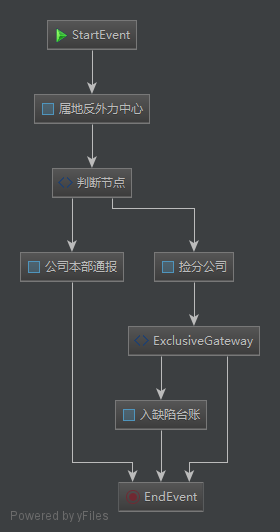 StartEvent
属地反外力中心
判断节点
公司本部通报
捡分公司
ExclusiveGateway
入缺陷台账
EndEvent
Powered by yFiles